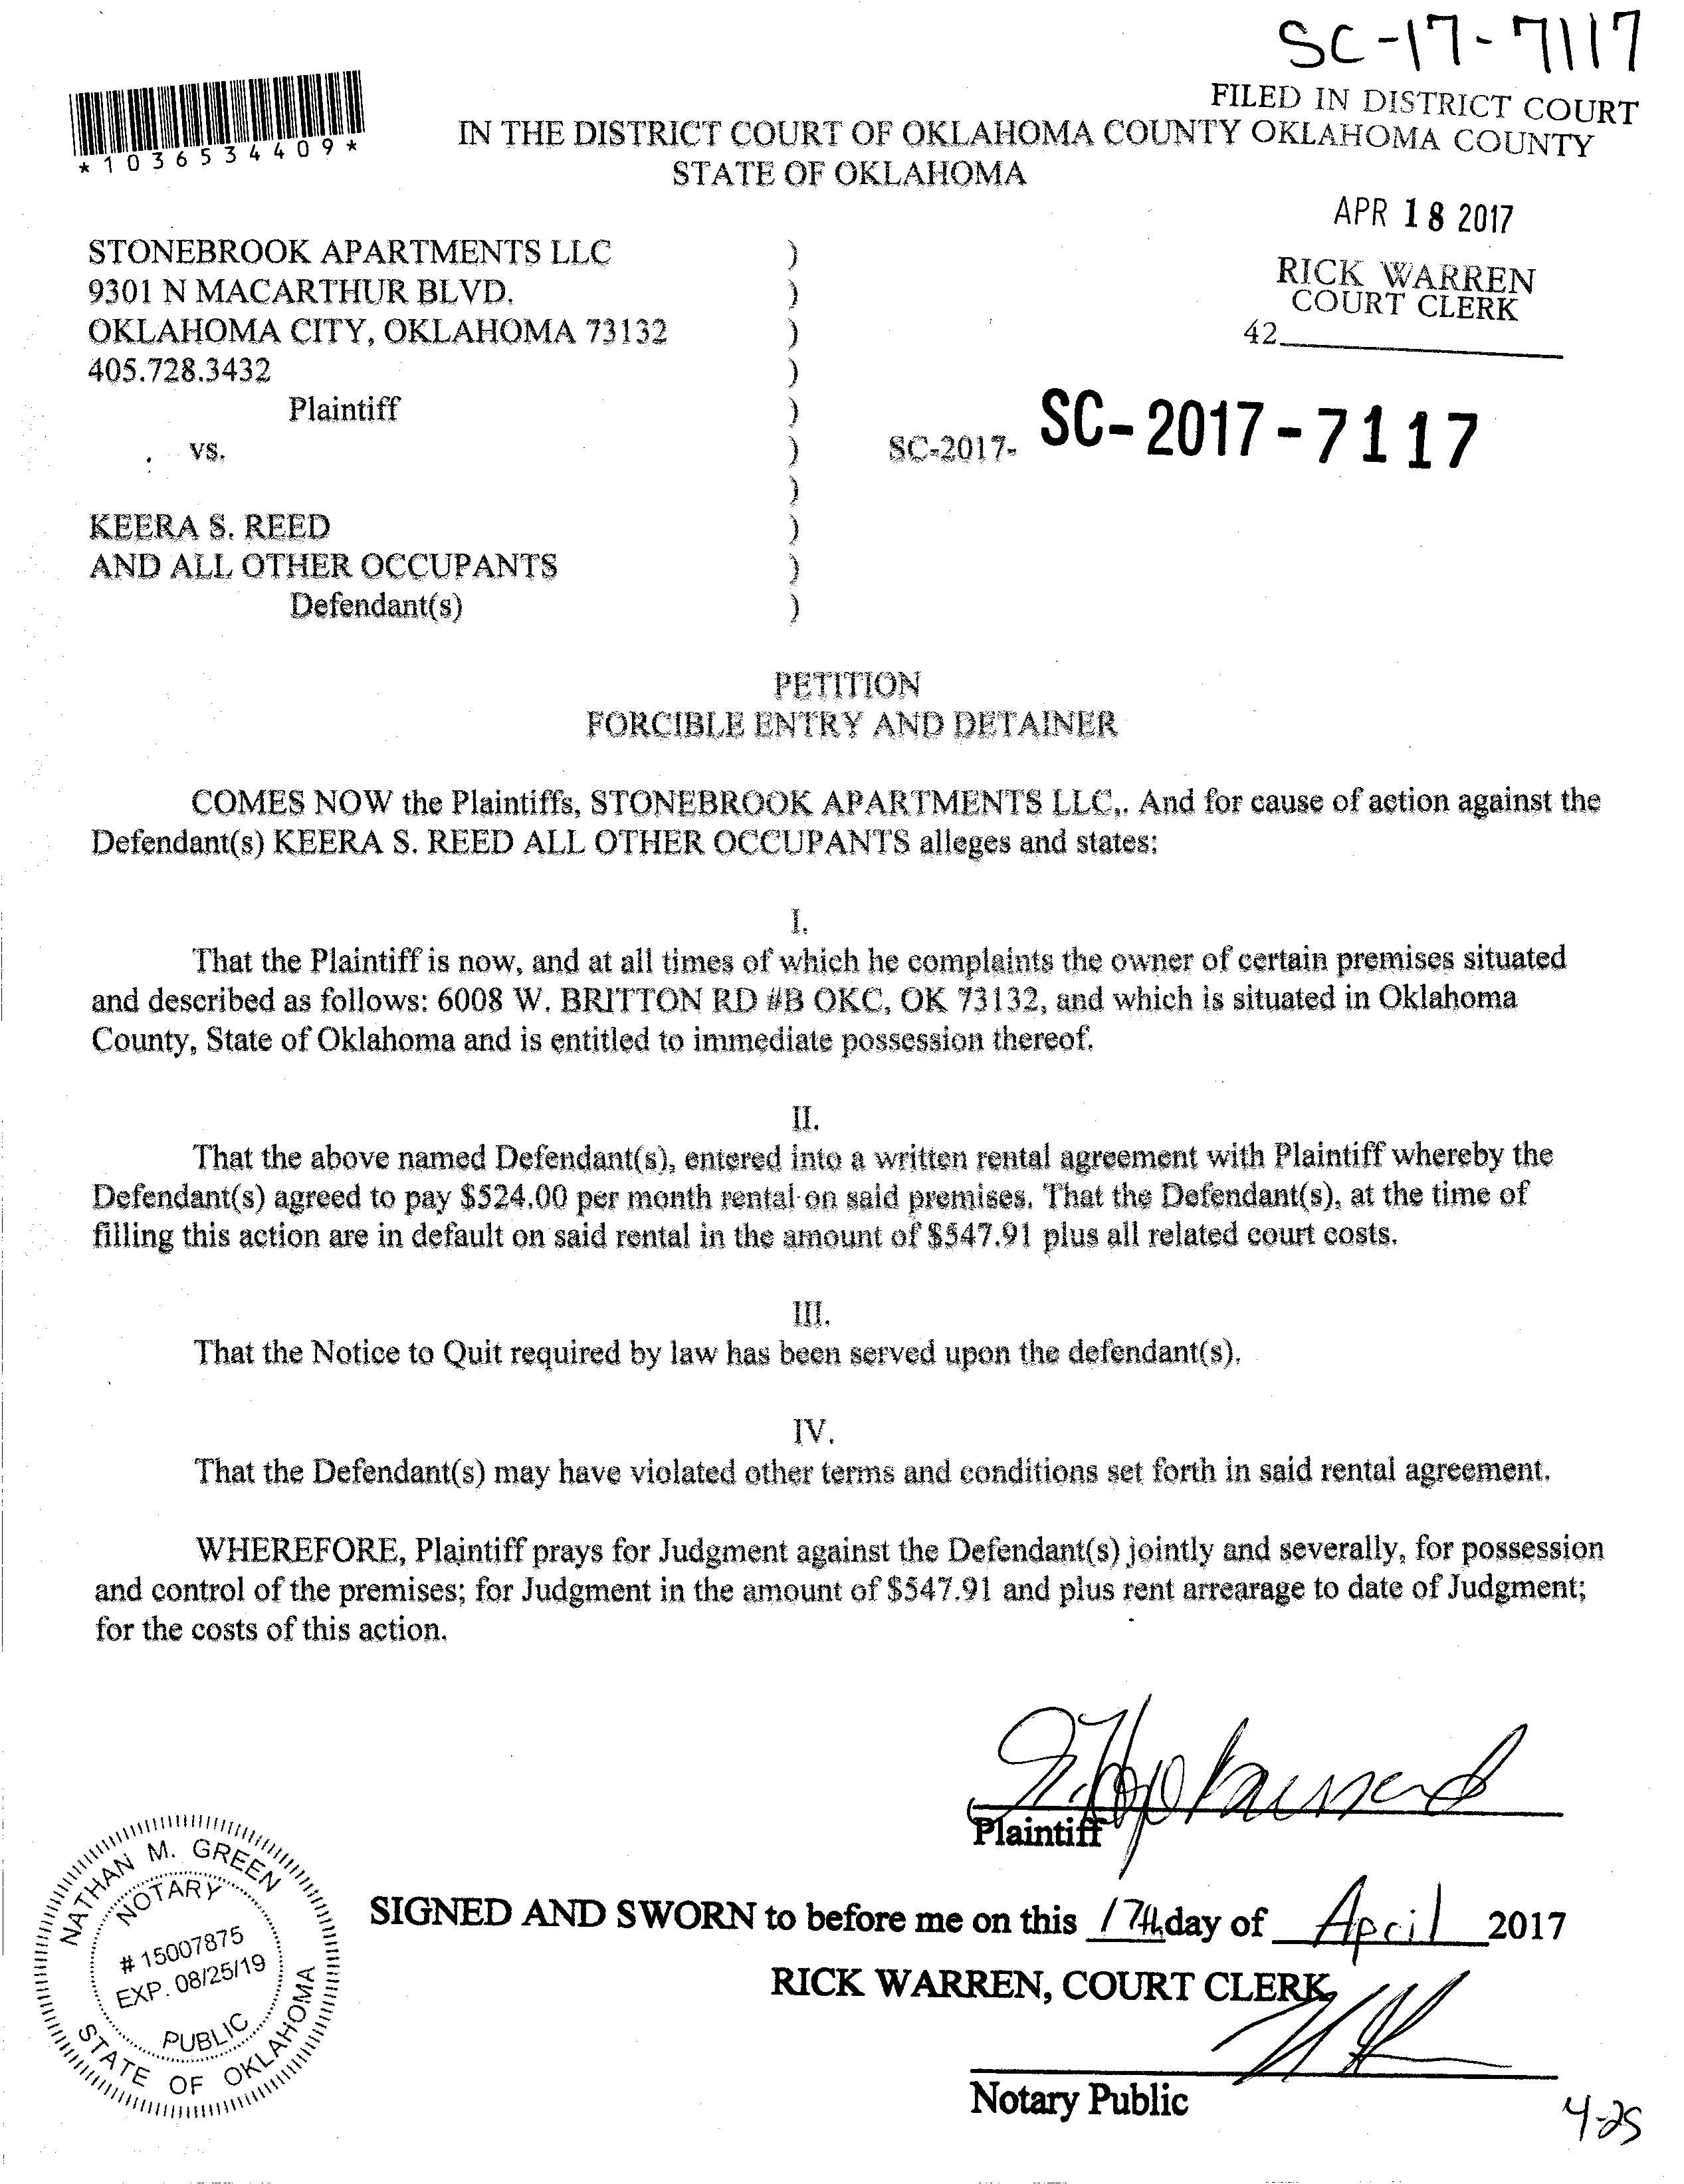 SC-17-7117
FILED IN DISTRICT COURT
OKLAHOMA COUNTY
*1036534409*
IN THE DISTRICT COURT OF OKLAHOMA COUNTY
STATE OF OKLAHOMA
APR 18 2017
RICK WARREN
COURT CLERK
42
STONEBROOK APARTMENTS LLC )
9301 N MACARTHUR BLVD. )
OKLAHOMA CITY, OKLAHOMA 73132 )
405.728.3432 )
Plaintiff )
vs. ) SC-2017- SC-2017-7117
)
KEERA S. REED )
AND ALL OTHER OCCUPANTS )
Defendant(s) )
PETITION
FORCIBLE ENTRY AND DETAINER
COMES NOW the Plaintiffs, STONEBROOK APARTMENTS LLC,. And for cause of action against the
Defendant(s) KEERA S. REED ALL OTHER OCCUPANTS alleges and states:
I.
That the Plaintiff is now, and at all times of which he complaints the owner of certain premises situated
and described as follows: 6008 W. BRITTON RD #B OKC, OK 73132, and which is situated in Oklahoma
County, State of Oklahoma and is entitled to immediate possession thereof.
II.
That the above named Defendant(s), entered into a written rental agreement with Plaintiff whereby the
Defendant(s) agreed to pay $524.00 per month rental on said premises. That the Defendant(s), at the time of
filling this action are in default on said rental in the amount of $547.91 plus all related court costs.
III.
That the Notice to Quit required by law has been served upon the defendant(s).
IV.
That the Defendant(s) may have violated other terms and conditions set forth in said rental agreement.
WHEREFORE, Plaintiff prays for Judgment against the Defendant(s) jointly and severally, for possession
and control of the premises; for Judgment in the amount of $547.91 and plus rent arrearage to date of Judgment;
for the costs of this action.
Plaintiff
NATHAN M. GREEN
NOTARY
# 15007875
EXP. 08/25/19
PUBLIC
STATE OF OKLAHOMA
SIGNED AND SWORN to before me on this 17th day of April 2017
RICK WARREN, COURT CLERK
Notary Public
4-25